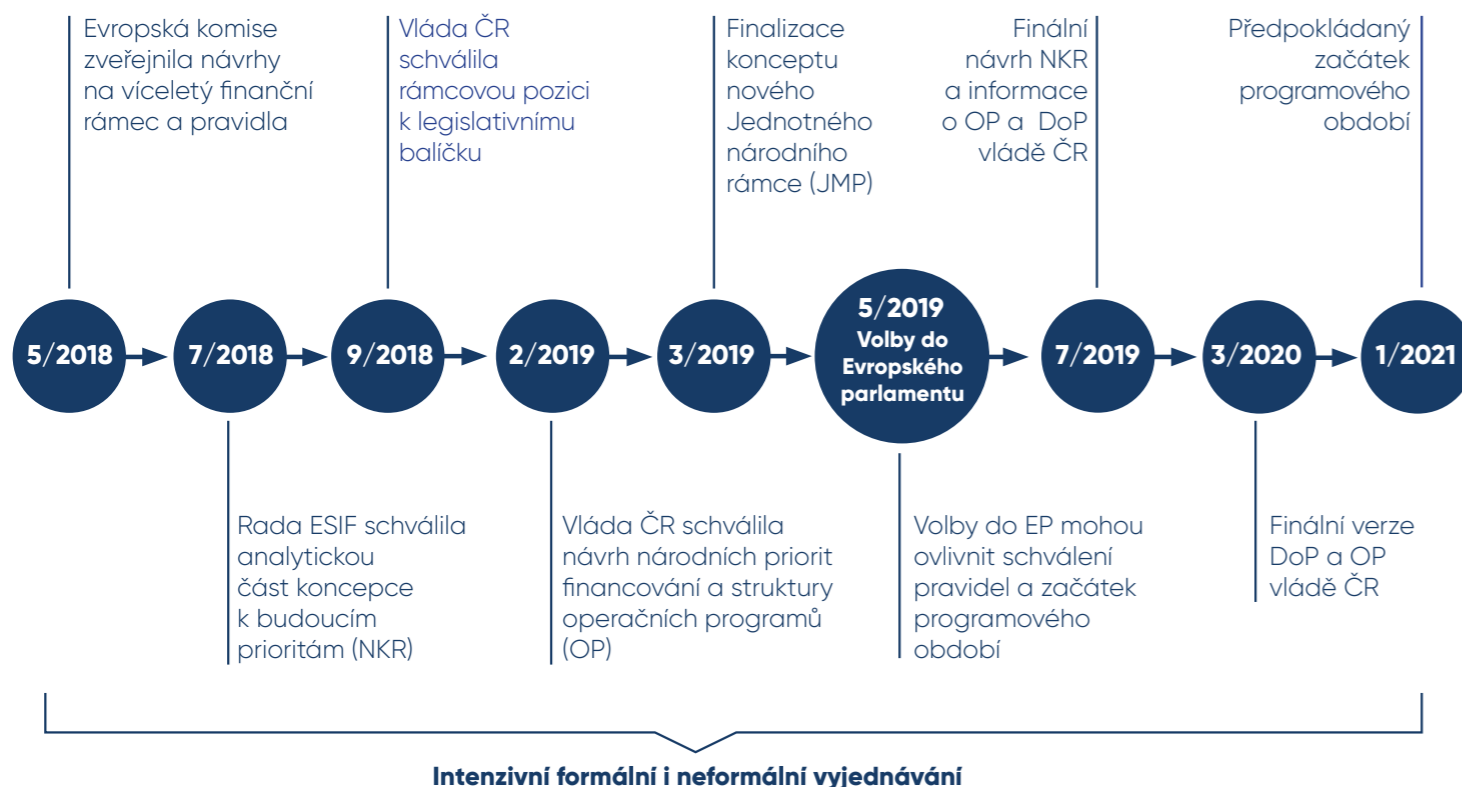 Evropská komise
zveřejnila návrhy
na víceletý finanční
rámec a pravidla
Vláda ČR
schválila
rámcovou pozici
k legislativnímu
balíčku
Finalizace
konceptu
nového
Jednotného
národního
rámce (JMP)
Finální
návrh NKR
a informace
o OP a DoP
vládě ČR
Předpokládaný
začátek
programového
období
5/2018
7/2018
9/2018
2/2019
3/2019
5/2019
Volby do
Evropského
parlamentu
7/2019
3/2020
1/2021
Rada ESIF schválila
analytickou
část koncepce
k budoucím
prioritám (NKR)
Vláda ČR schválila
návrh národních priorit
financování a struktury
operačních programů
(OP)
Volby do EP mohou
ovlivnit schválení
pravidel a začátek
programového
období
Finální verze
DoP a OP
vládě ČR
Intenzivní formální i neformální vyjednávání